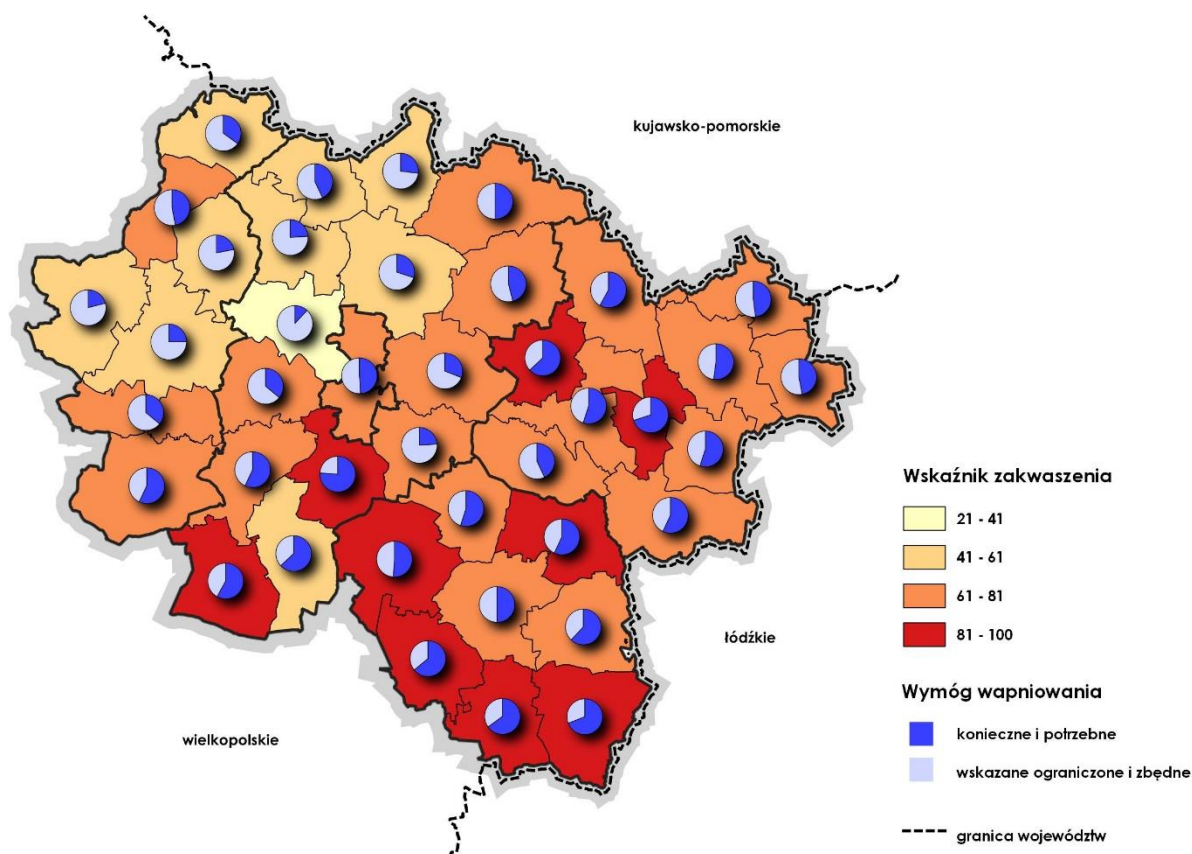 kujawsko-pomorskie
Wskaźnik zakwaszenia
21 - 41
41 - 61
61 - 81
81 - 100
łódźkie
Wymóg wapniowania
wielkopolskie
konieczne i potrzebne
wskazane ograniczone i zbędne
granica województw